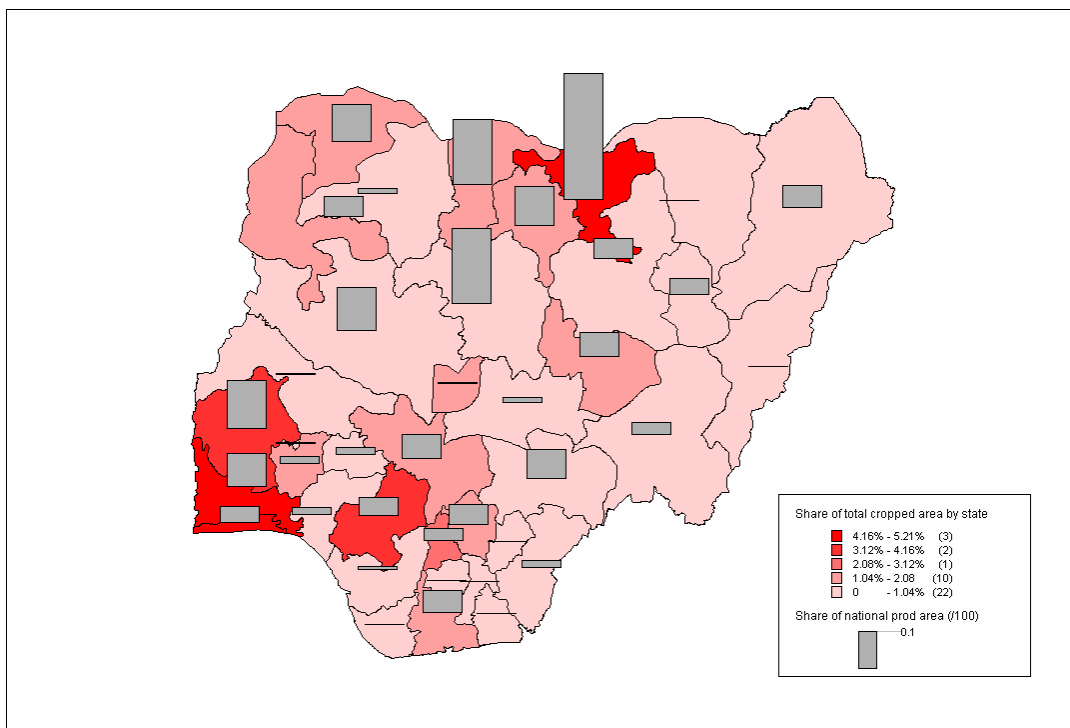 Share of total cropped area by state
4.16% - 5.21% (3)
3.12% - 4.16% (2)
2.08% - 3.12% (1)
1.04% - 2.08 (10)
0 - 1.04% (22)
Share of national prod area (/100)
0.1